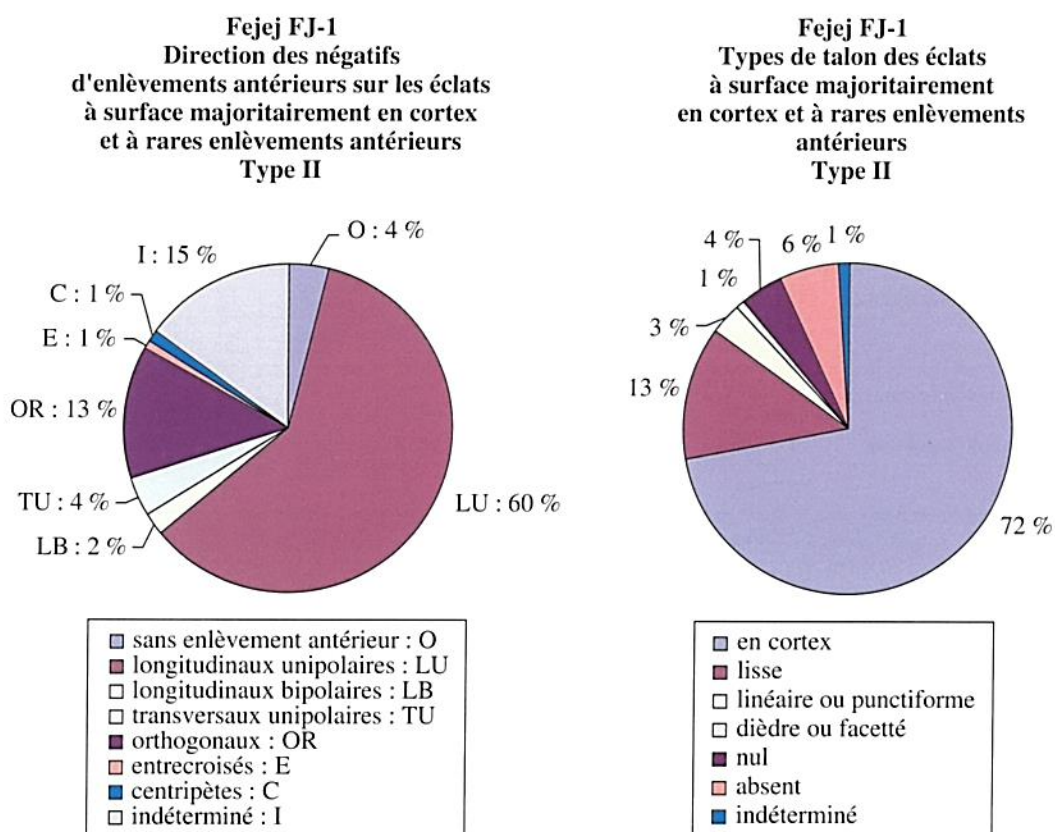 Fejej FJ-1
Direction des négatifs
d'enlèvements antérieurs sur les éclats
à surface majoritairement en cortex
et à rares enlèvements antérieurs
Type II
O : 4 %
I : 15 %
C : 1 %
E : 1 %
OR : 13 %
TU : 4 %
LB : 2 %
LU : 60 %
sans enlèvement antérieur : O
longitudinaux unipolaires : LU
longitudinaux bipolaires : LB
transversaux unipolaires : TU
orthogonaux : OR
entrecroisés : E
centripètes : C
indéterminé : I
Fejej FJ-1
Types de talon des éclats
à surface majoritairement
en cortex et à rares enlèvements
antérieurs
Type II
4 %
6 %
1 %
1 %
3 %
13 %
72 %
en cortex
lisse
linéaire ou punctiforme
dièdre ou facetté
nul
absent
indéterminé